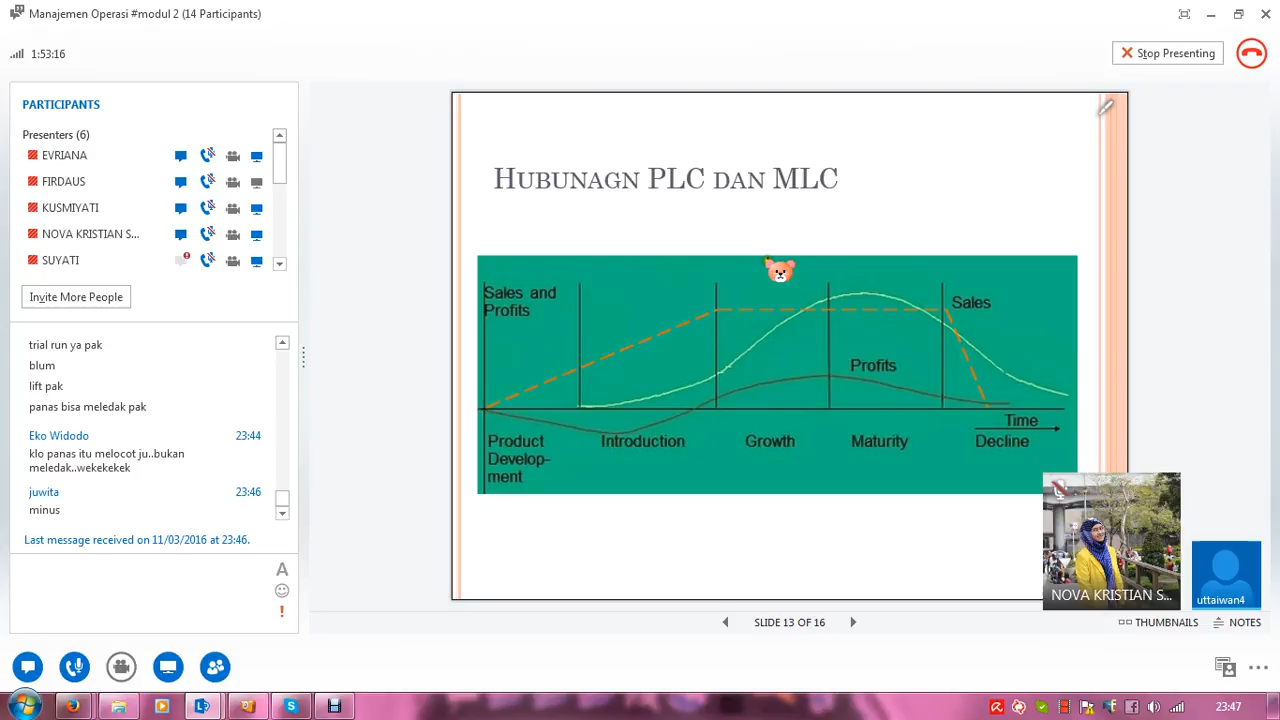 Manajemen Operasi #modul 2 (14 Participants)
1:53:16
Stop Presenting
PARTICIPANTS
Presenters (6)
EVRIANA
FIRDAUS
KUSMIYATI
NOVA KRISTIAN S...
SUYATI
Invite More People
trial run ya pak
blum
lift pak
panas bisa meledak pak
Eko Widodo 23:44
klo panas itu melocot ju..bukan
meledak..wekekekek
juwita 23:46
minus
Last message received on 11/03/2016 at 23:46.
A
HUBUNAGN PLC DAN MLC
Sales and
Profits
Sales
Profits
Time
Product
Develop-
ment
Introduction
Growth
Maturity
Decline
NOVA KRISTIAN S...
uttaiwan4
SLIDE 13 OF 16
THUMBNAILS
NOTES
23:47